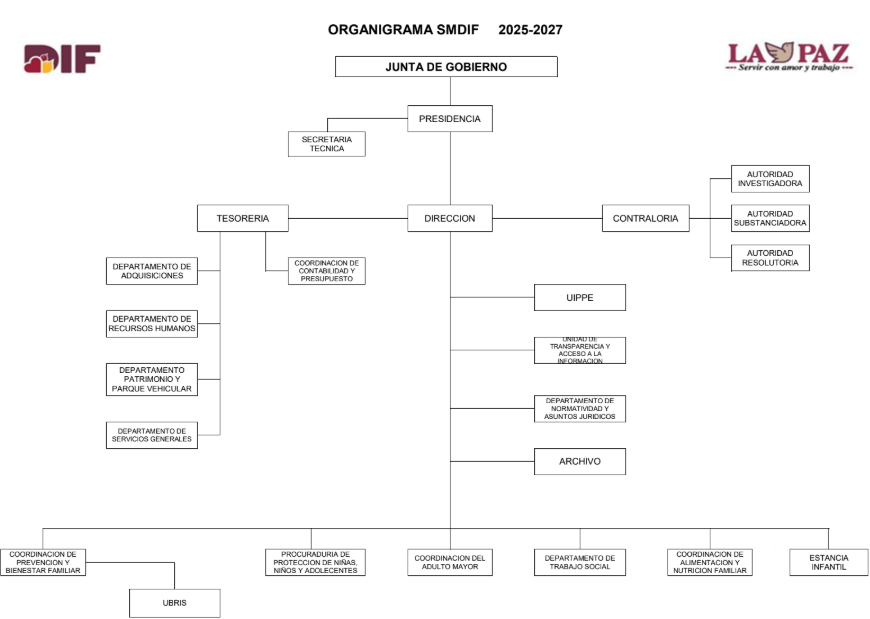 ORGANIGRAMA SMDIF 2025-2027
DIF
LA PAZ
Servir con amor y trabajo
JUNTA DE GOBIERNO
PRESIDENCIA
SECRETARIA
TECNICA
TESORERIA
DIRECCION
CONTRALORIA
AUTORIDAD
INVESTIGADORA
AUTORIDAD
SUBSTANCIADORA
AUTORIDAD
RESOLUTORIA
DEPARTAMENTO DE
ADQUISICIONES
COORDINACION DE
CONTABILIDAD Y
PRESUPUESTO
DEPARTAMENTO DE
RECURSOS HUMANOS
DEPARTAMENTO
PATRIMONIO Y
PARQUE VEHICULAR
DEPARTAMENTO DE
SERVICIOS GENERALES
UIPPE
UNIDAD DE
TRANSPARENCIA Y
ACCESO A LA
INFORMACION
DEPARTAMENTO DE
NORMATIVIDAD Y
ASUNTOS JURIDICOS
ARCHIVO
COORDINACION DE
PREVENCION Y
BIENESTAR FAMILIAR
UBRIS
PROCURADURIA DE
PROTECCION DE NIÑAS,
NIÑOS Y ADOLECENTES
COORDINACION DEL
ADULTO MAYOR
DEPARTAMENTO DE
TRABAJO SOCIAL
COORDINACION DE
ALIMENTACION Y
NUTRICION FAMILIAR
ESTANCIA
INFANTIL